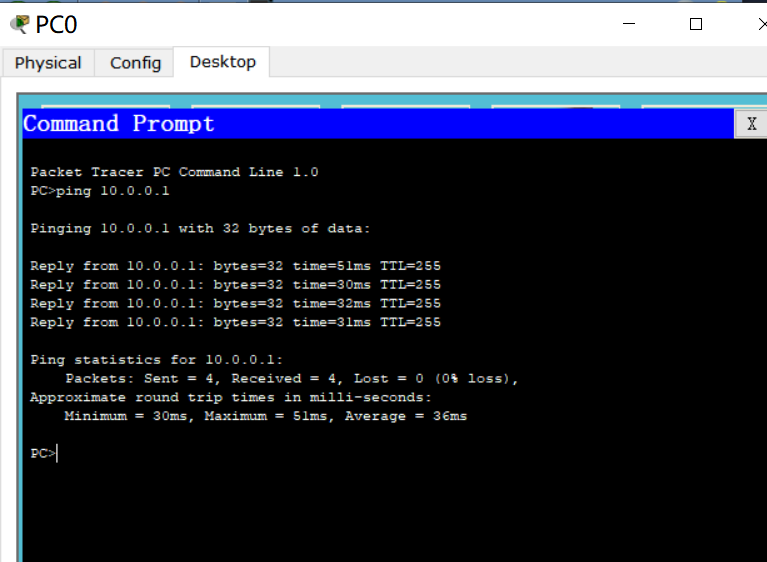 PC0
Physical Config Desktop
Command Prompt
X
Packet Tracer PC Command Line 1.0
PC>ping 10.0.0.1
Pinging 10.0.0.1 with 32 bytes of data:
Reply from 10.0.0.1: bytes=32 time=51ms TTL=255
Reply from 10.0.0.1: bytes=32 time=30ms TTL=255
Reply from 10.0.0.1: bytes=32 time=32ms TTL=255
Reply from 10.0.0.1: bytes=32 time=31ms TTL=255
Ping statistics for 10.0.0.1:
Packets: Sent = 4, Received = 4, Lost = 0 (0% loss),
Approximate round trip times in milli-seconds:
Minimum = 30ms, Maximum = 51ms, Average = 36ms
PC>